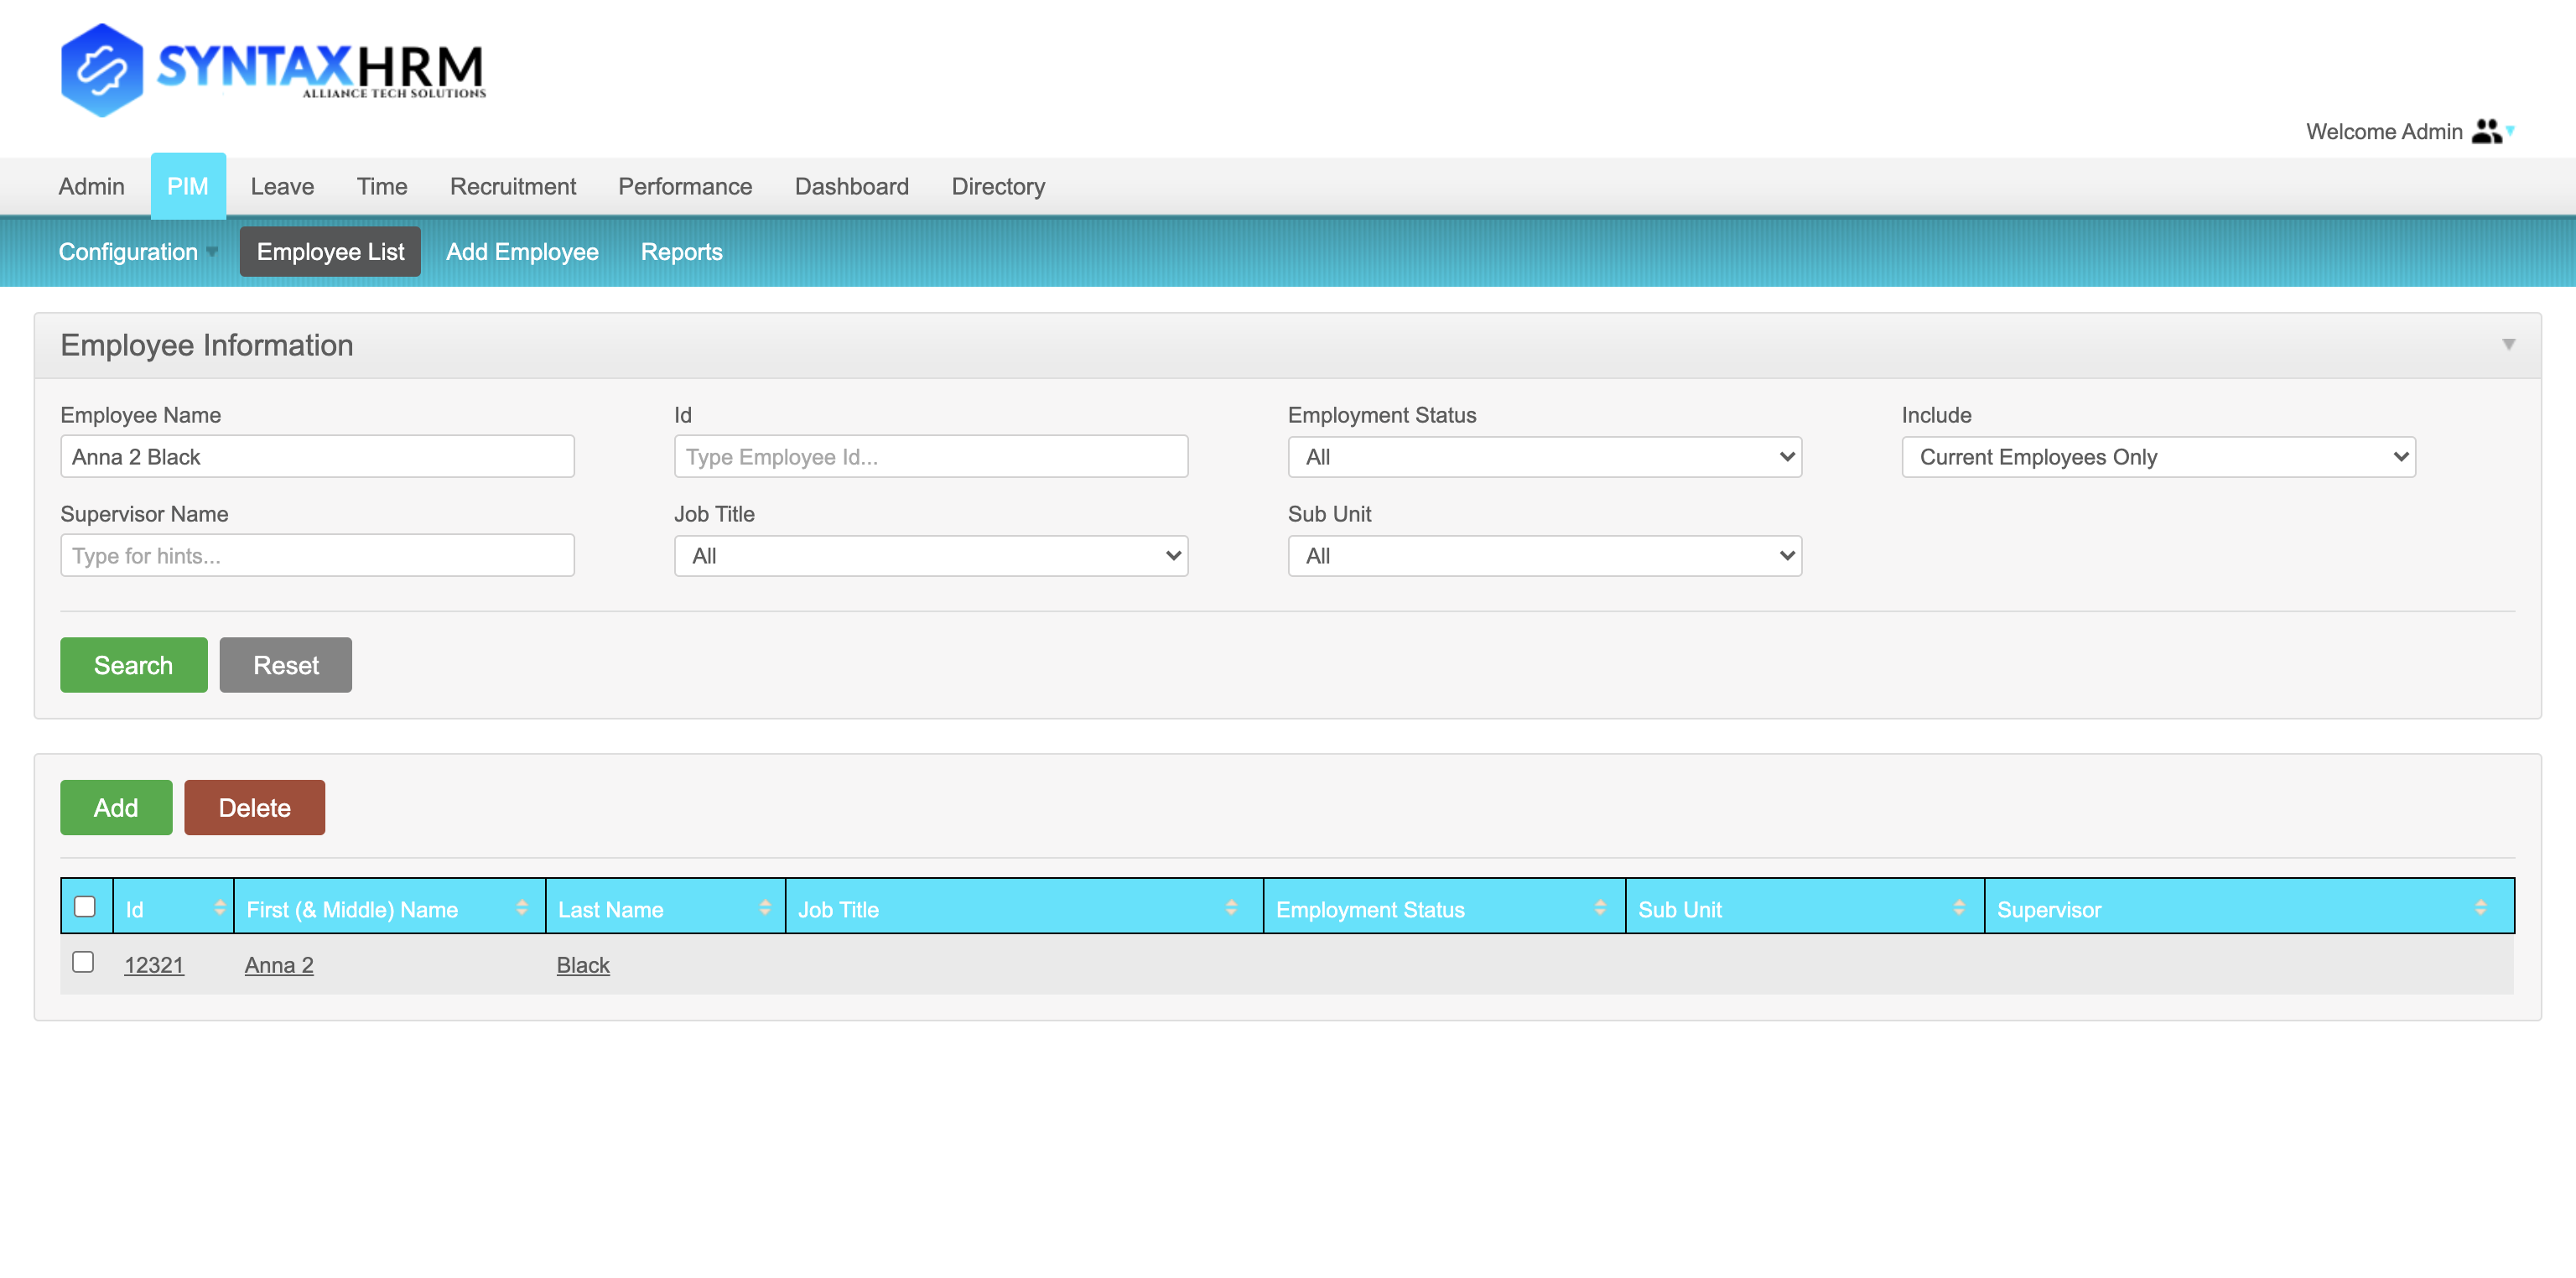 SYNTAXHRM
ALLIANCE TECH SOLUTIONS
Welcome Admin
Admin PIM Leave Time Recruitment Performance Dashboard Directory
Configuration Employee List Add Employee Reports
Employee Information
Employee Name Id Employment Status Include
Anna 2 Black Type Employee Id... All Current Employees Only
Supervisor Name Job Title Sub Unit
Type for hints... All All
Search Reset
Add Delete
Id First (& Middle) Name Last Name Job Title Employment Status Sub Unit Supervisor
12321 Anna 2 Black